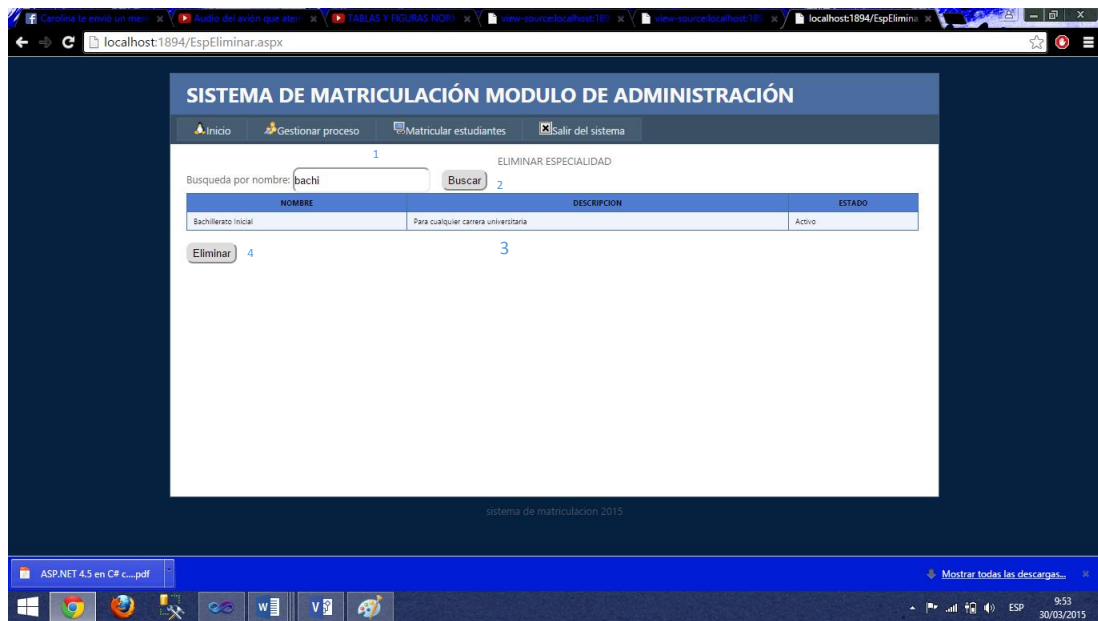 Carolina te envió un men
Audio del avión que ater
TABLAS Y FIGURAS NOR
view-source:localhost:18
view-source:localhost:18
localhost:1894/EspElimina
localhost:1894/EspEliminar.aspx
SISTEMA DE MATRICULACIÓN MODULO DE ADMINISTRACIÓN
Inicio Gestionar proceso Matricular estudiantes Salir del sistema
1
ELIMINAR ESPECIALIDAD
Busqueda por nombre: bachi Buscar 2
NOMBRE DESCRIPCION ESTADO
Bachillerato Inicial Para cualquier carrera universitaria Activo
Eliminar 4 3
sistema de matriculacion 2015
ASP.NET 4.5 en C# c....pdf Mostrar todas las descargas...
ESP 9:53
30/03/2015